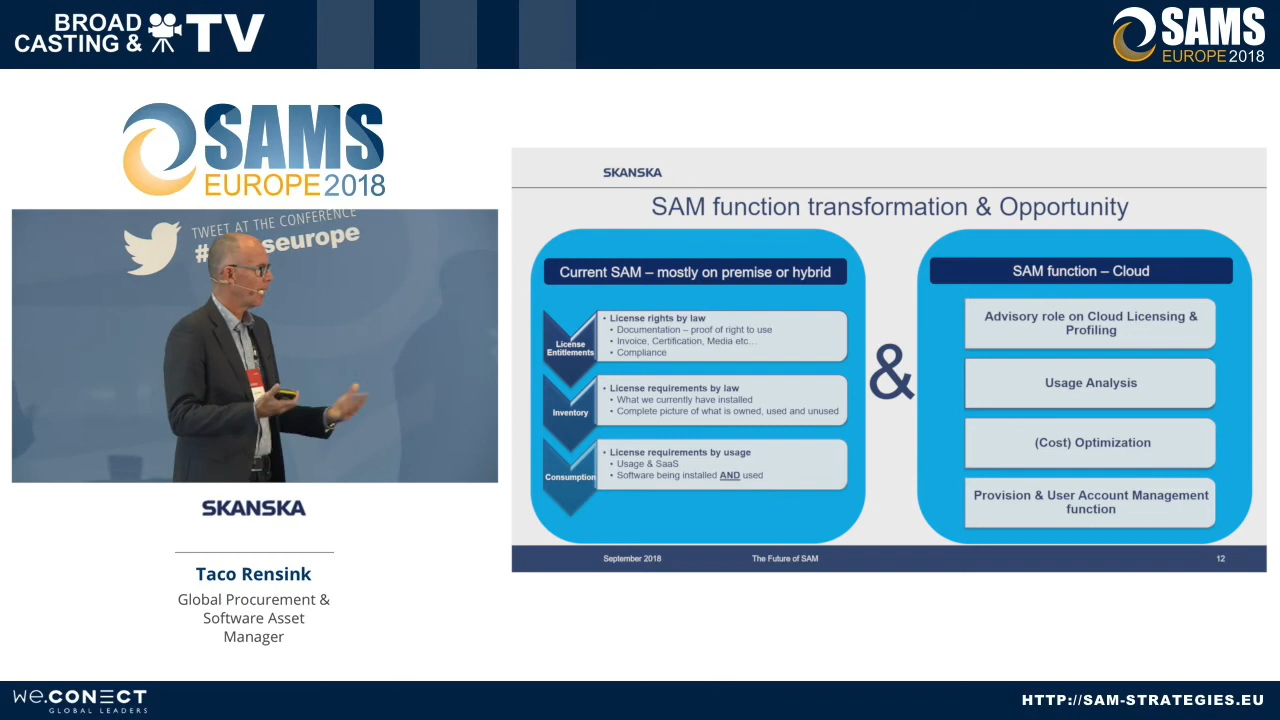 BROAD
CASTING & TV
SAMS
EUROPE 2018
SAMS
EUROPE 2018
TWEET AT THE CONFERENCE
seurope
SKANSKA
Taco Rensink
Global Procurement &
Software Asset
Manager
SKANSKA
SAM function transformation & Opportunity
Current SAM – mostly on premise or hybrid
License
Entitlements
• License rights by law
• Documentation – proof of right to use
• Invoice, Certification, Media etc…
• Compliance
Inventory
• License requirements by law
• What we currently have installed
• Complete picture of what is owned, used and unused
Consumption
• License requirements by usage
• Usage & SaaS
• Software being installed AND used
&
SAM function – Cloud
Advisory role on Cloud Licensing &
Profiling
Usage Analysis
(Cost) Optimization
Provision & User Account Management
function
September 2018
The Future of SAM
12
we.CONECT
GLOBAL LEADERS
HTTP://SAM-STRATEGIES.EU